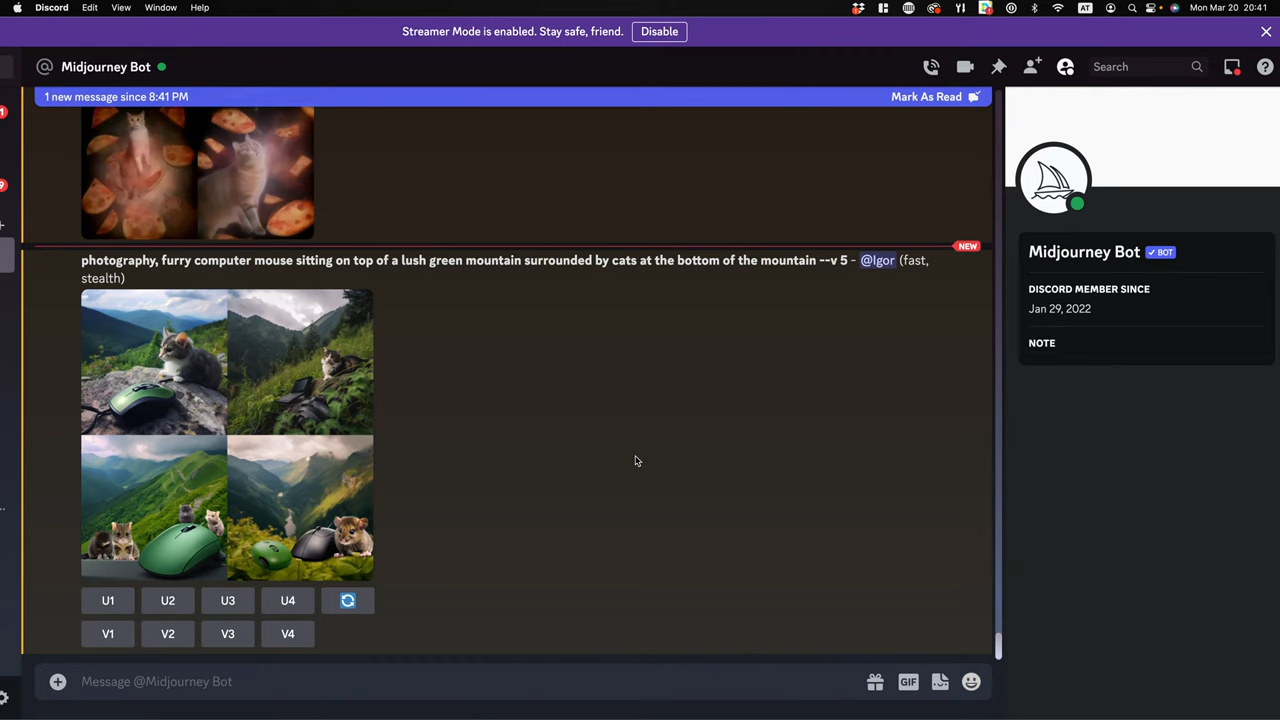 Discord Edit View Window Help
AT
Mon Mar 20 20:41
Streamer Mode is enabled. Stay safe, friend. Disable
@ Midjourney Bot
Search
1 new message since 8:41 PM
Mark As Read
NEW
photography, furry computer mouse sitting on top of a lush green mountain surrounded by cats at the bottom of the mountain --v 5 - @Igor (fast,
stealth)
U1 U2 U3 U4
V1 V2 V3 V4
Message @Midjourney Bot
GIF
Midjourney Bot BOT
DISCORD MEMBER SINCE
Jan 29, 2022
NOTE